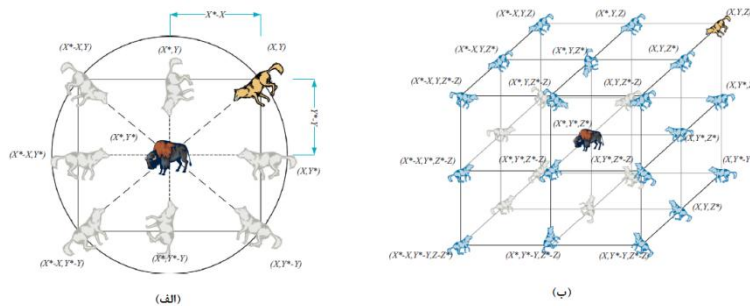 X*-X
(X*-X,Y)
(X*,Y)
(X,Y)
Y*-Y
(X*,Y*)
(X*-X,Y*)
(X,Y*)
(X*,Y*-Y)
(X*-X,Y*-Y)
(X,Y*-Y)
(الف)
(X*-X,Y,Z)
(X*,Y,Z)
(X,Y,Z)
(X*-X,Y,Z*)
(X*,Y,Z*)
(X,Y,Z*)
(X*-X,Y,Z*-Z)
(X*,Y,Z*-Z)
(X,Y,Z*-Z)
(X*,Y*,Z*)
(X,Y*,Z*)
(X*-X,Y*,Z*-Z)
(X*,Y*,Z*-Z)
(X,Y*,Z*-Z)
(X*-X,Y*-Y,Z-Z*)
(X*,Y*-Y,Z*-Z)
(X,Y*-Y,Z*-Z)
(X,Y*-Y,Z*)
(ب)